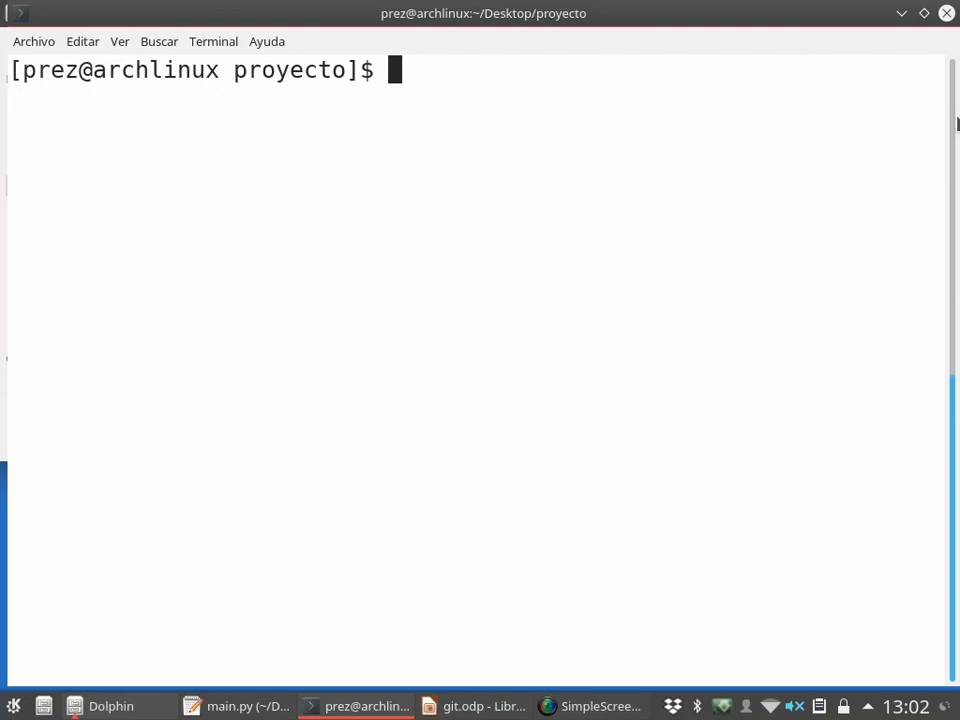 prez@archlinux:~/Desktop/proyecto
Archivo Editar Ver Buscar Terminal Ayuda
[prez@archlinux proyecto]$
Dolphin main.py (~/D... prez@archlin... git.odp - Libr... SimpleScree... 13:02